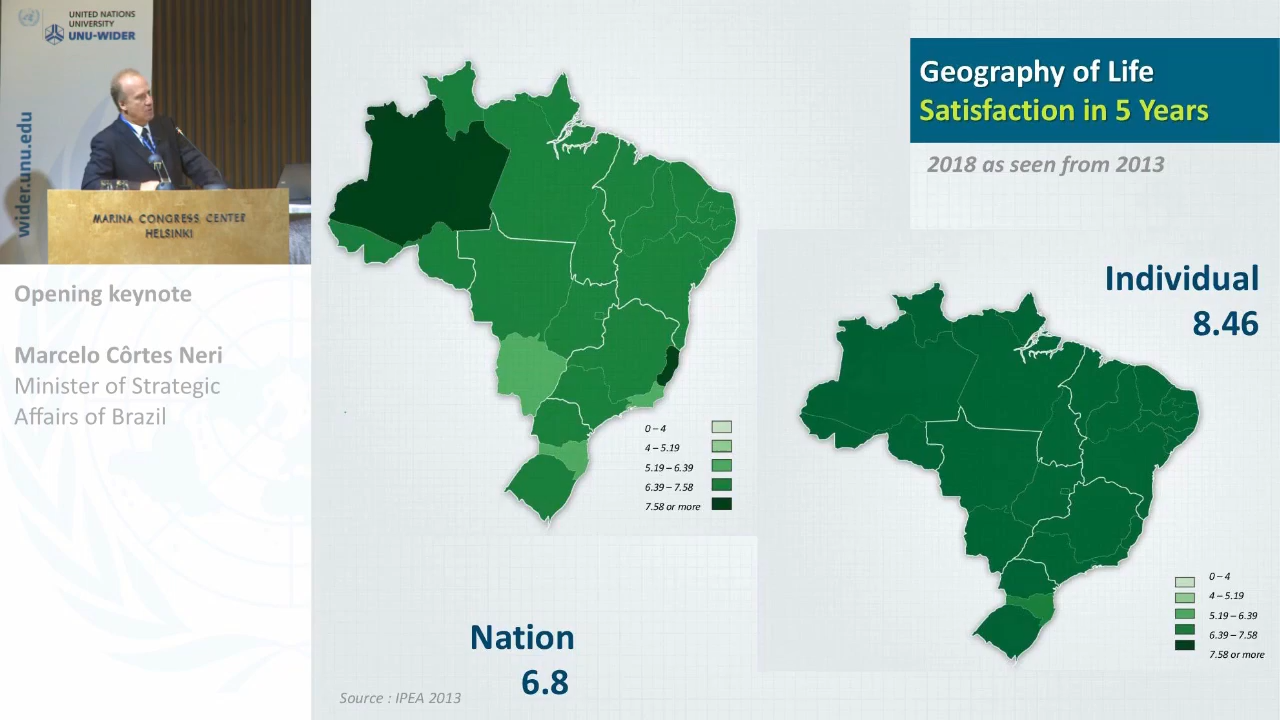 UNITED NATIONS
UNIVERSITY
UNU-WIDER
wider.unu.edu
MARINA CONGRESS CENTER
HELSINKI
Opening keynote
Marcelo Côrtes Neri
Minister of Strategic
Affairs of Brazil
Geography of Life
Satisfaction in 5 Years
2018 as seen from 2013
Individual
8.46
0 – 4
4 – 5.19
5.19 – 6.39
6.39 – 7.58
7.58 or more
0 – 4
4 – 5.19
5.19 – 6.39
6.39 – 7.58
7.58 or more
Nation
6.8
Source : IPEA 2013